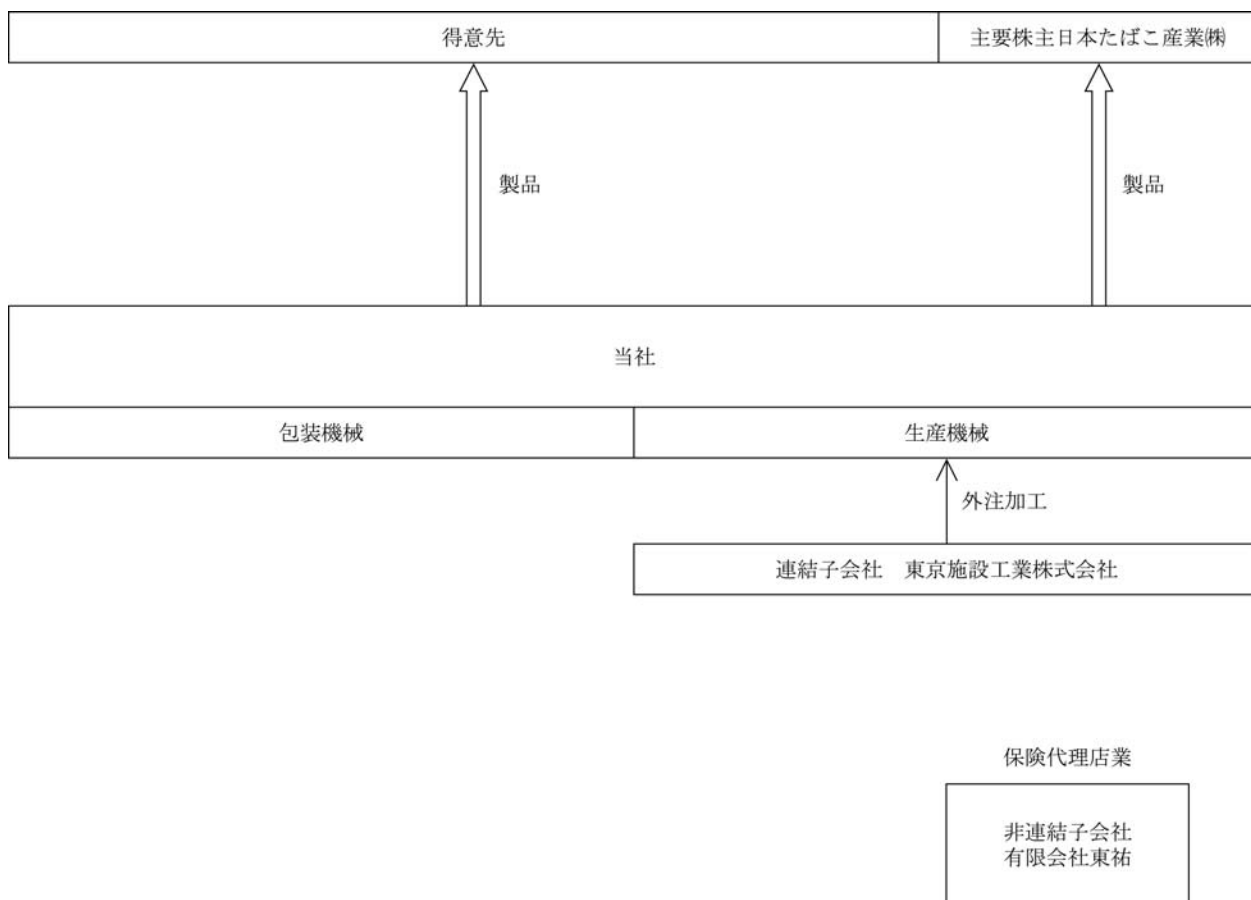 得意先
主要株主日本たばこ産業㈱
製品
製品
当社
包装機械
生産機械
外注加工
連結子会社　東京施設工業株式会社
保険代理店業
非連結子会社
有限会社東祐